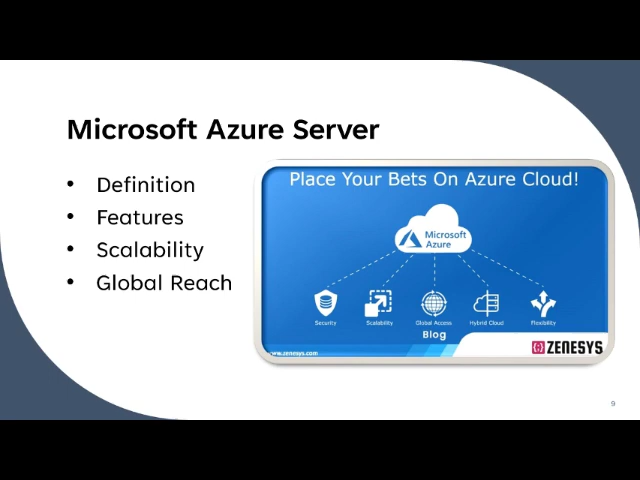 Microsoft Azure Server
• Definition
• Features
• Scalability
• Global Reach
Place Your Bets On Azure Cloud!
Microsoft
Azure
Security
Scalability
Global Access
Hybrid Cloud
Flexibility
Blog
www.zenesys.com
ZENESYS
9